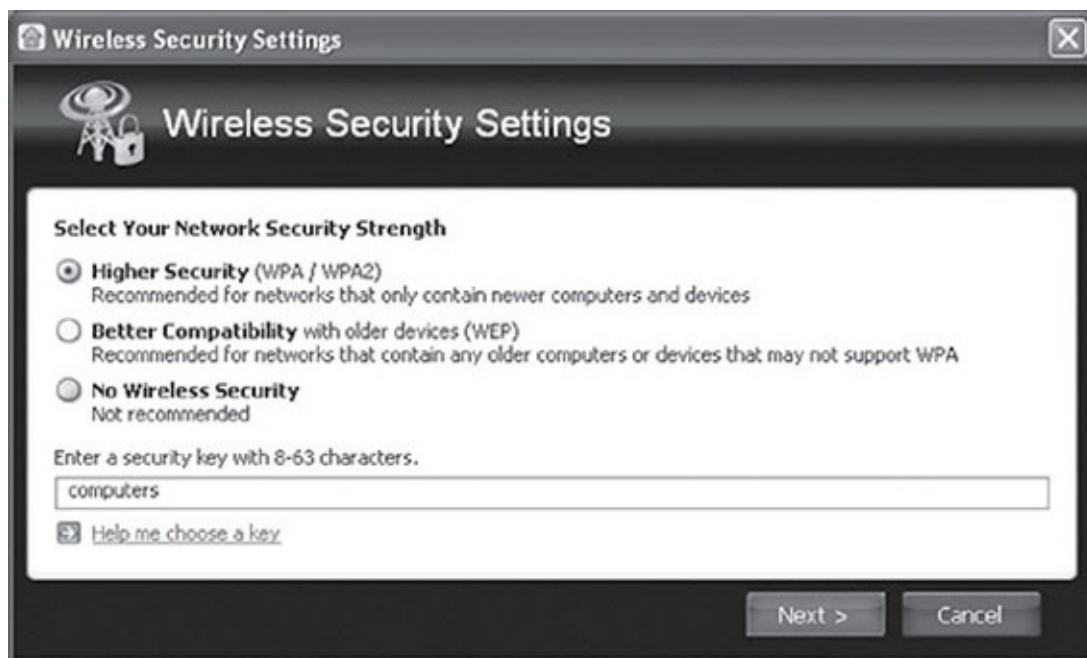 Wireless Security Settings
Wireless Security Settings
Select Your Network Security Strength
Higher Security (WPA / WPA2)
Recommended for networks that only contain newer computers and devices
Better Compatibility with older devices (WEP)
Recommended for networks that contain any older computers or devices that may not support WPA
No Wireless Security
Not recommended
Enter a security key with 8-63 characters.
computers
Help me choose a key
Next > Cancel